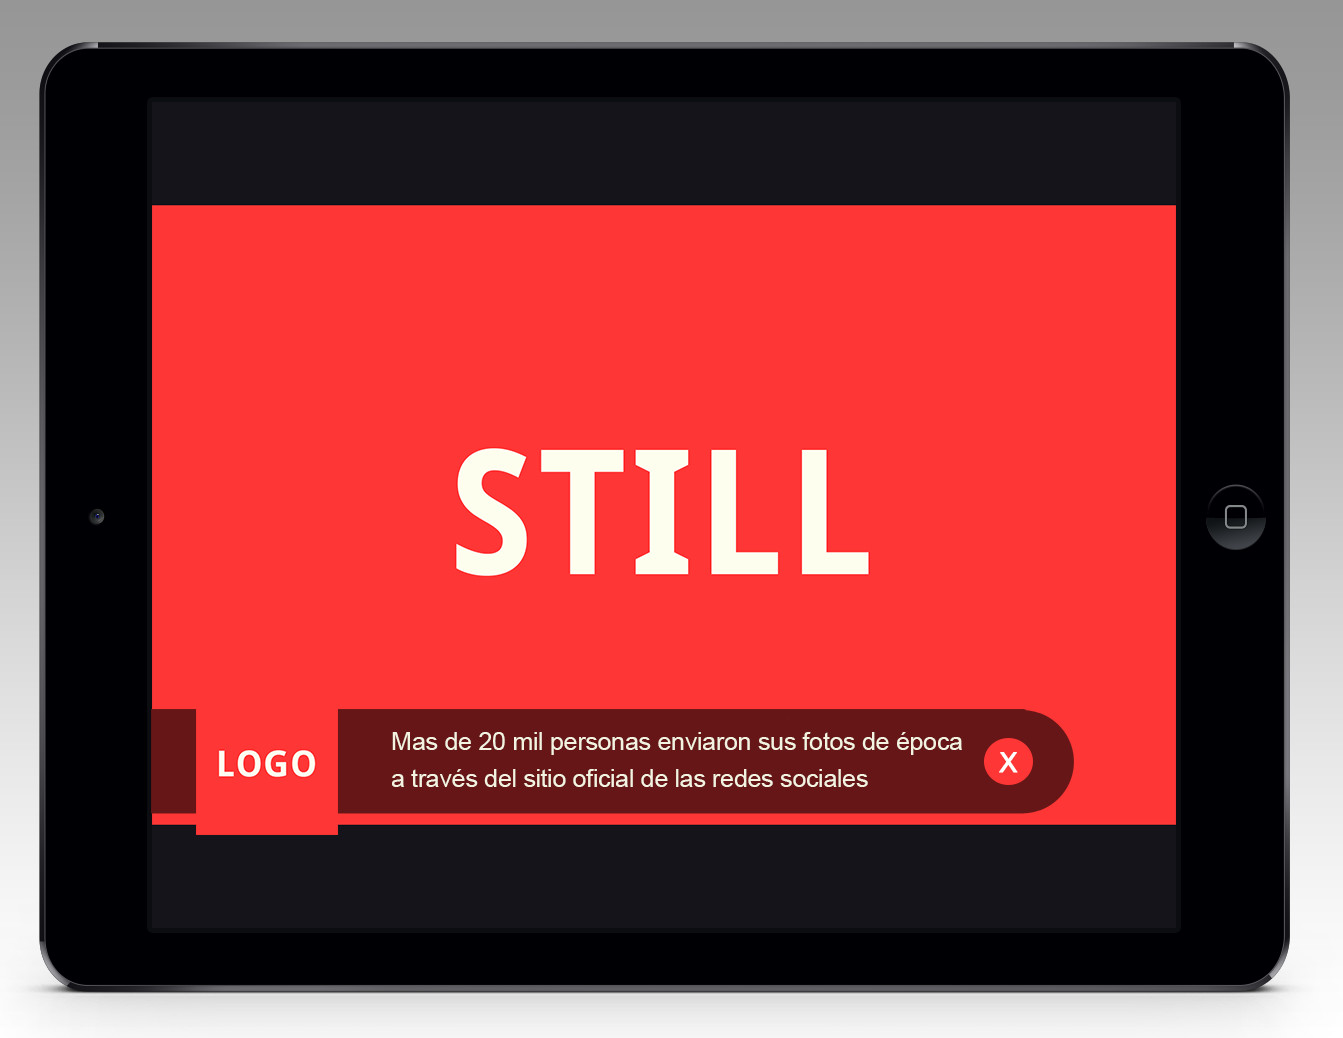 STILL
LOGO
Mas de 20 mil personas enviaron sus fotos de época
a través del sitio oficial de las redes sociales
X